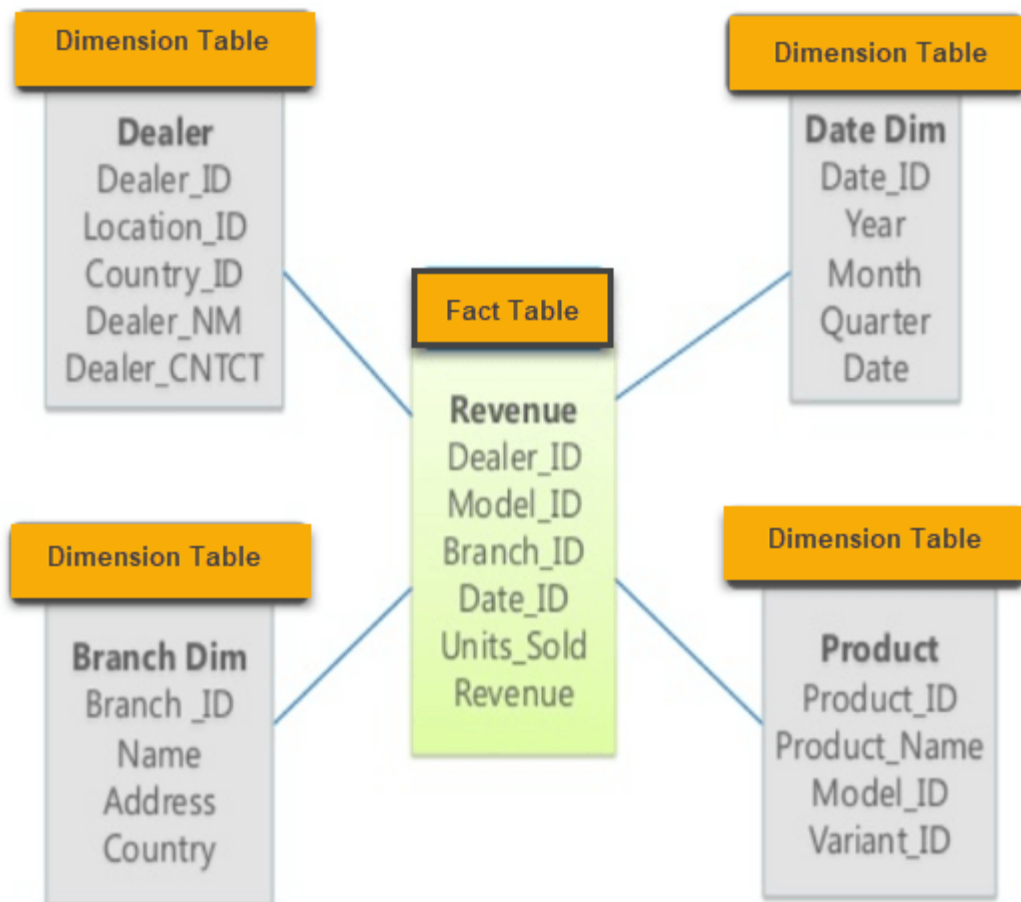 Dimension Table
Dealer
Dealer_ID
Location_ID
Country_ID
Dealer_NM
Dealer_CNTCT
Dimension Table
Date Dim
Date_ID
Year
Month
Quarter
Date
Fact Table
Revenue
Dealer_ID
Model_ID
Branch_ID
Date_ID
Units_Sold
Revenue
Dimension Table
Branch Dim
Branch _ID
Name
Address
Country
Dimension Table
Product
Product_ID
Product_Name
Model_ID
Variant_ID